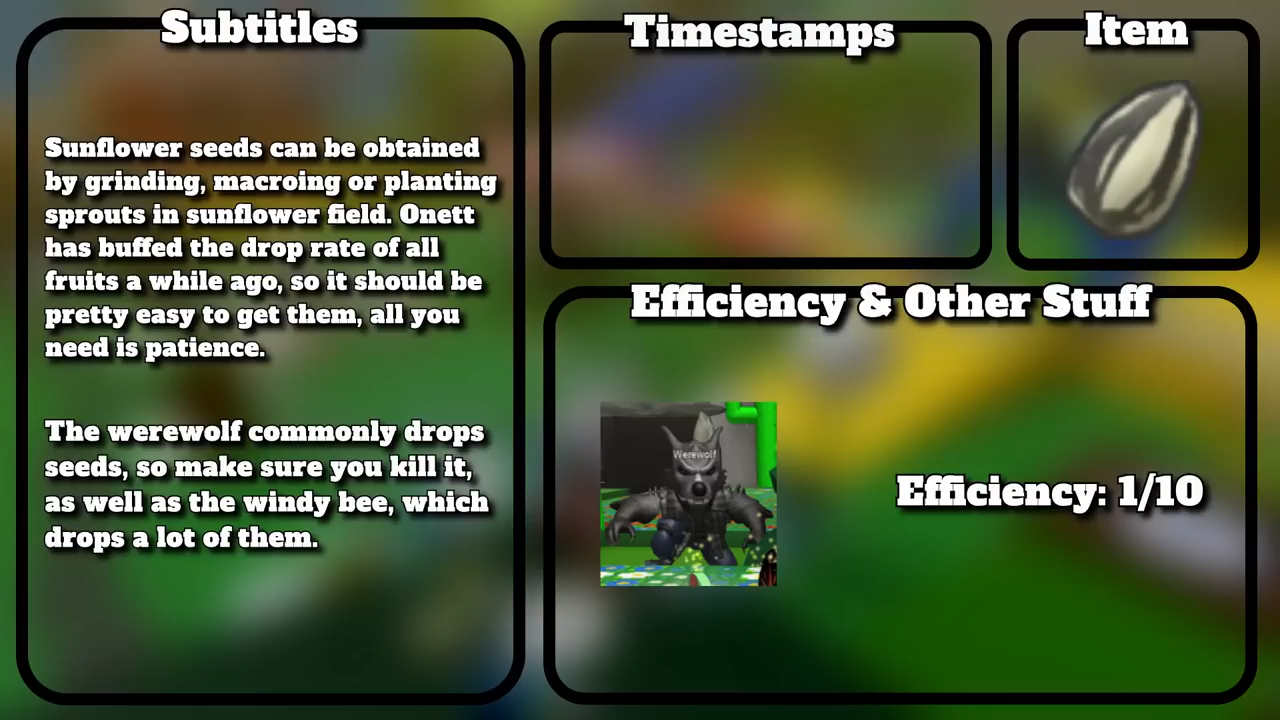 Subtitles
Sunflower seeds can be obtained
by grinding, macroing or planting
sprouts in sunflower field. Onett
has buffed the drop rate of all
fruits a while ago, so it should be
pretty easy to get them, all you
need is patience.
The werewolf commonly drops
seeds, so make sure you kill it,
as well as the windy bee, which
drops a lot of them.
Timestamps
Item
Efficiency & Other Stuff
Werewolf
Efficiency: 1/10